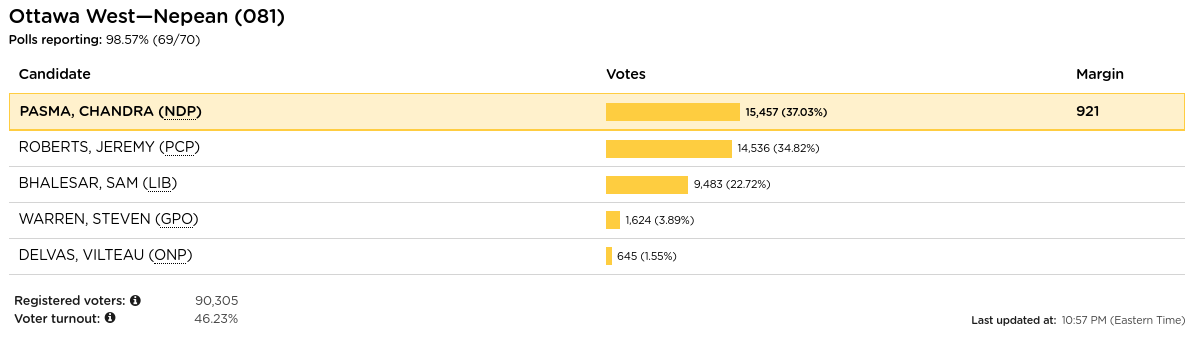 Ottawa West—Nepean (081)
Polls reporting: 98.57% (69/70)
Candidate Votes Margin
PASMA, CHANDRA (NDP) 15,457 (37.03%) 921
ROBERTS, JEREMY (PCP) 14,536 (34.82%)
BHALESAR, SAM (LIB) 9,483 (22.72%)
WARREN, STEVEN (GPO) 1,624 (3.89%)
DELVAS, VILTEAU (ONP) 645 (1.55%)
Registered voters: 90,305
Voter turnout: 46.23%
Last updated at: 10:57 PM (Eastern Time)